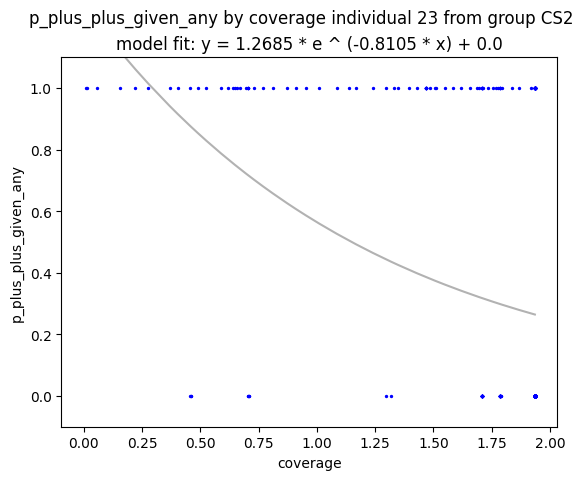 p_plus_plus_given_any by coverage individual 23 from group CS2
model fit: y = 1.2685 * e ^ (-0.8105 * x) + 0.0
1.0
0.8
0.6
0.4
0.2
0.0
p_plus_plus_given_any
0.00 0.25 0.50 0.75 1.00 1.25 1.50 1.75 2.00
coverage